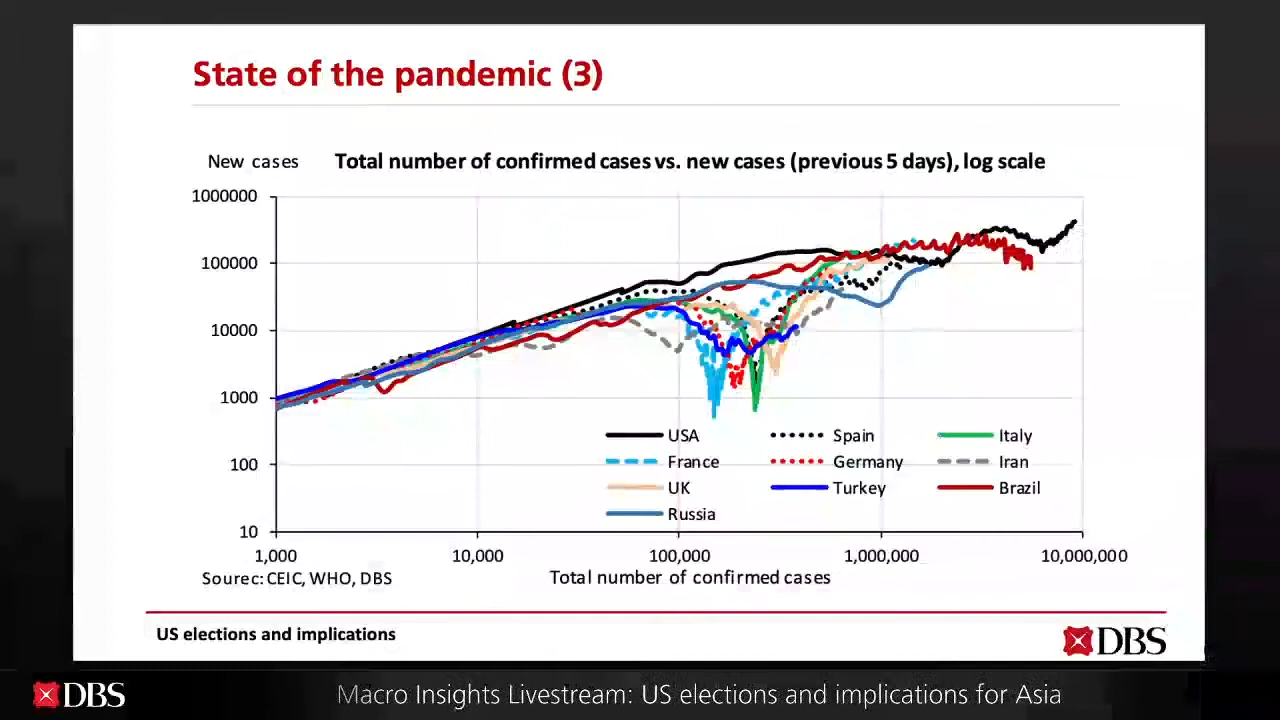 State of the pandemic (3)
New cases
Total number of confirmed cases vs. new cases (previous 5 days), log scale
1000000
100000
10000
1000
100
10
USA
Spain
Italy
France
Germany
Iran
UK
Turkey
Brazil
Russia
1,000
10,000
100,000
1,000,000
10,000,000
Sourec: CEIC, WHO, DBS
Total number of confirmed cases
US elections and implications
DBS
DBS
Macro Insights Livestream: US elections and implications for Asia